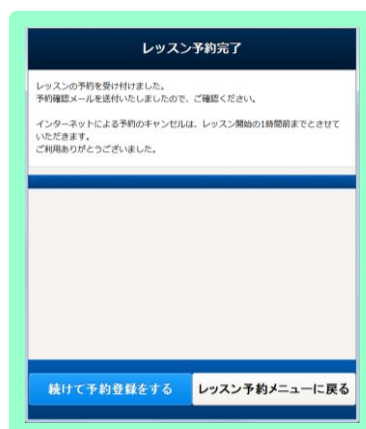 レッスン予約完了
レッスンの予約を受け付けました。
予約確認メールを送付いたしましたので、ご確認ください。
インターネットによる予約のキャンセルは、レッスン開始の1時間前までとさせて
いただきます。
ご利用ありがとうございました。
続けて予約登録をする
レッスン予約メニューに戻る